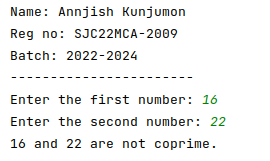 Name: Annjish Kunjumon
Reg no: SJC22MCA-2009
Batch: 2022-2024
-----------------------
Enter the first number: 16
Enter the second number: 22
16 and 22 are not coprime.